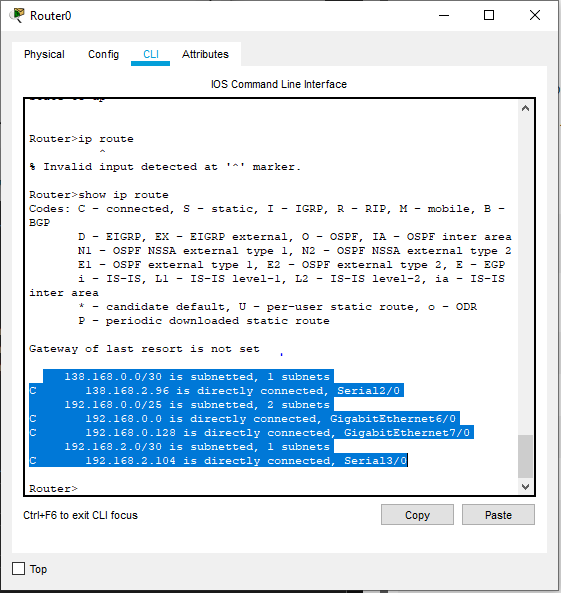 Router0
Physical Config CLI Attributes
IOS Command Line Interface
Router>ip route
^
% Invalid input detected at '^' marker.
Router>show ip route
Codes: C - connected, S - static, I - IGRP, R - RIP, M - mobile, B -
BGP
D - EIGRP, EX - EIGRP external, O - OSPF, IA - OSPF inter area
N1 - OSPF NSSA external type 1, N2 - OSPF NSSA external type 2
E1 - OSPF external type 1, E2 - OSPF external type 2, E - EGP
i - IS-IS, L1 - IS-IS level-1, L2 - IS-IS level-2, ia - IS-IS
inter area
* - candidate default, U - per-user static route, o - ODR
P - periodic downloaded static route
Gateway of last resort is not set
138.168.0.0/30 is subnetted, 1 subnets
C 138.168.2.96 is directly connected, Serial2/0
192.168.0.0/25 is subnetted, 2 subnets
C 192.168.0.0 is directly connected, GigabitEthernet6/0
C 192.168.0.128 is directly connected, GigabitEthernet7/0
192.168.2.0/30 is subnetted, 1 subnets
C 192.168.2.104 is directly connected, Serial3/0
Router>
Ctrl+F6 to exit CLI focus Copy Paste
Top